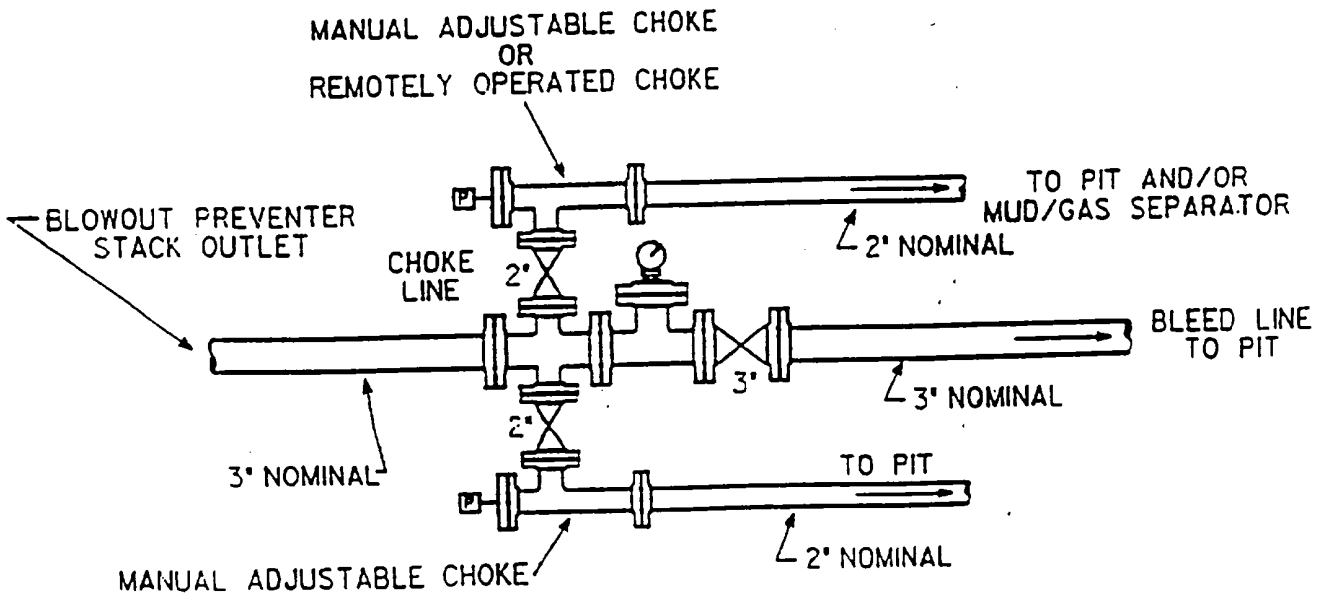 MANUAL ADJUSTABLE CHOKE
OR
REMOTELY OPERATED CHOKE
P
TO PIT AND/OR
MUD/GAS SEPARATOR
2" NOMINAL
BLOWOUT PREVENTER
STACK OUTLET
CHOKE
LINE
2"
BLEED LINE
TO PIT
3"
3" NOMINAL
2"
3" NOMINAL
TO PIT
P
2" NOMINAL
MANUAL ADJUSTABLE CHOKE